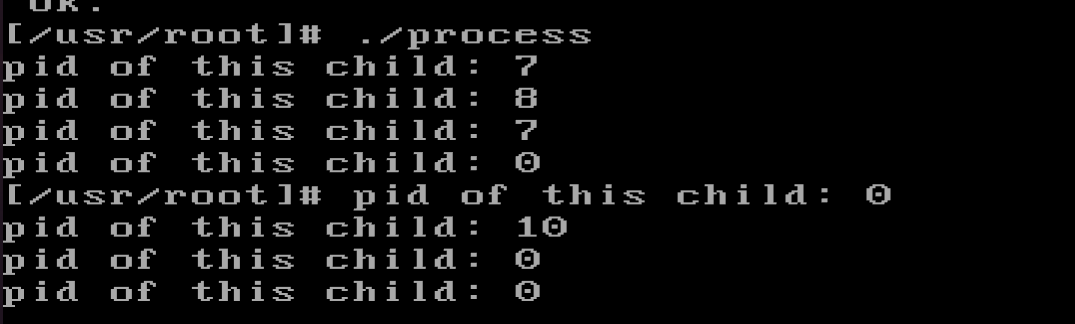 OK.
[/usr/root]# ./process
pid of this child: 7
pid of this child: 8
pid of this child: 7
pid of this child: 0
[/usr/root]# pid of this child: 0
pid of this child: 10
pid of this child: 0
pid of this child: 0